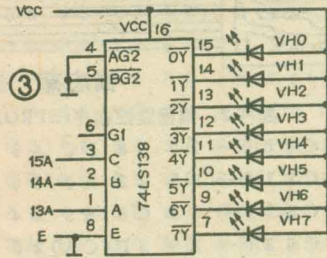 VCC
VCC 16
4 AG2 0Y 15 VH0
③ 5 BG2 1Y 14 VH1
2Y 13 VH2
6 G1 3Y 12 VH3
15A 3 C 4Y 11 VH4
14A 2 B 5Y 10 VH5
13A 1 A 6Y 9 VH6
E 8 E 7Y 7 VH7
74LS138